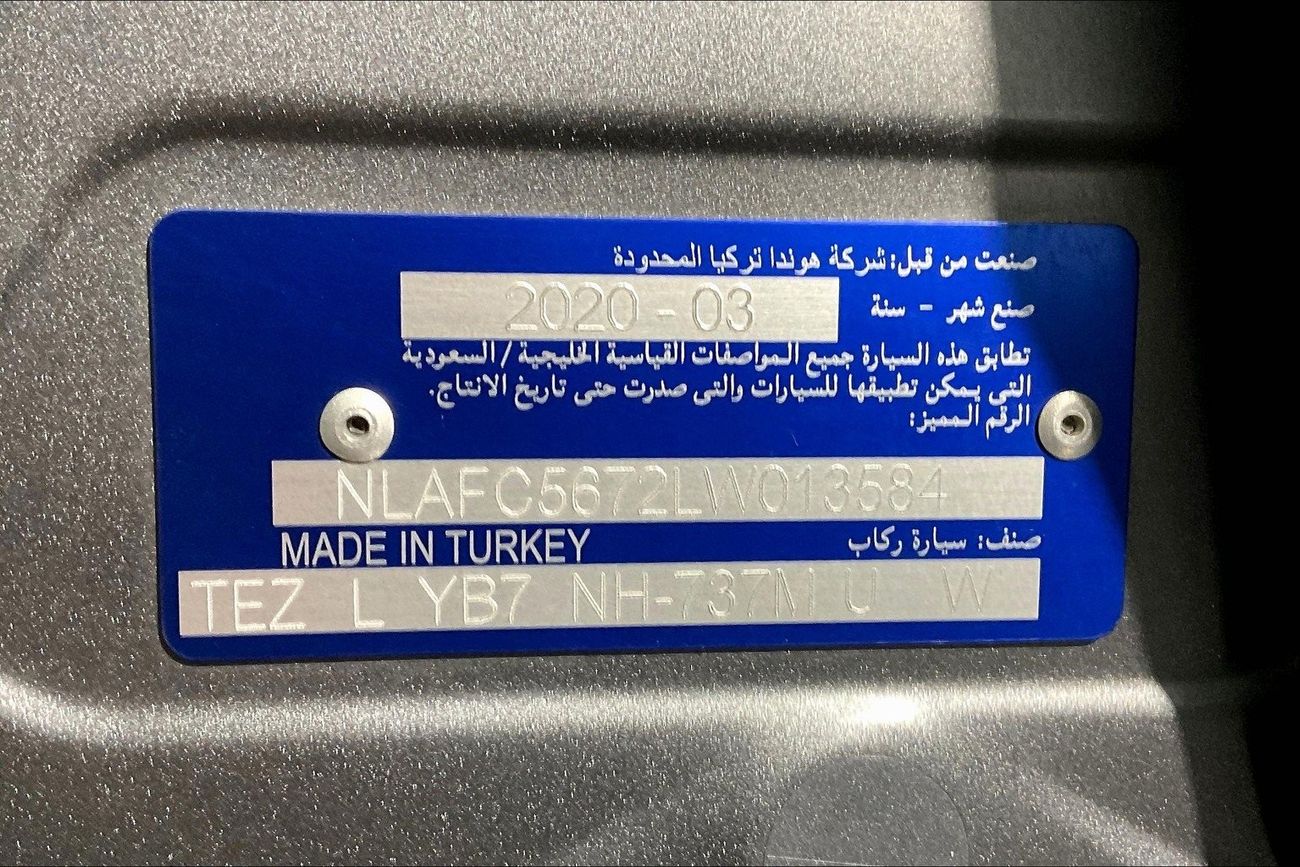 صنعت من قبل: شركة هوندا تركيا المحدودة
صنع شهر - سنة 2020 - 03
تطابق هذه السيارة جميع المواصفات القياسية الخليجية / السعودية
التى يمكن تطبيقها للسيارات والتى صدرت حتى تاريخ الانتاج.
الرقم المميز:
NLAFC5672LW013584
صنف: سيارة ركاب MADE IN TURKEY
TEZ L YB7 NH-737M U W